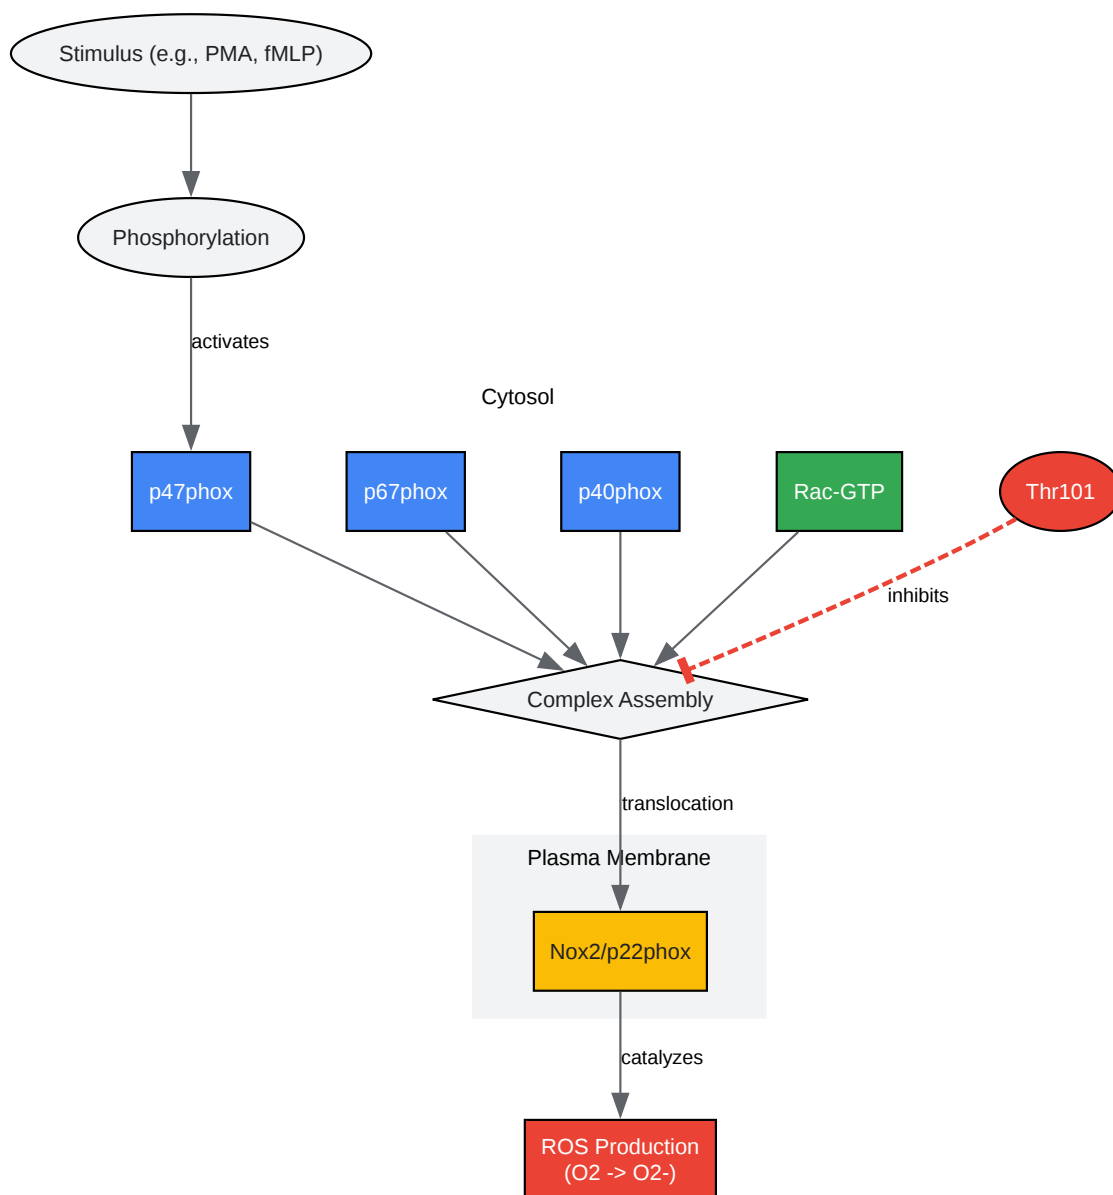 Stimulus (e.g., PMA, fMLP)
Phosphorylation
activates
Cytosol
p47phox
p67phox
p40phox
Rac-GTP
Thr101
inhibits
Complex Assembly
translocation
Plasma Membrane
Nox2/p22phox
catalyzes
ROS Production
(O2 -> O2-)